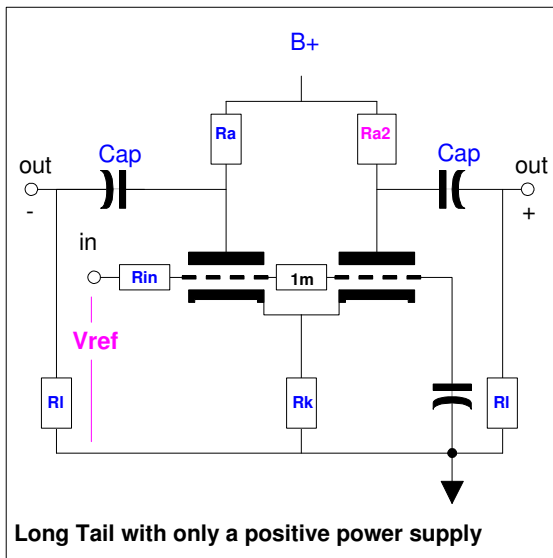 B+
Ra
Ra2
Cap
Cap
out
out
-
+
in
Rin
1m
Vref
Rl
Rk
Rl
Long Tail with only a positive power supply